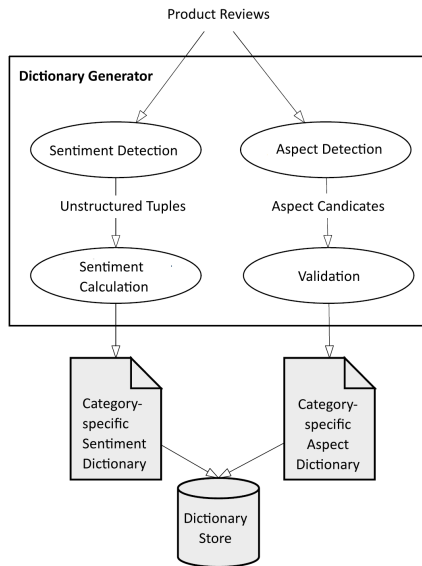 Product Reviews
Dictionary Generator
Sentiment Detection
Aspect Detection
Unstructured Tuples
Aspect Candicates
Sentiment
Calculation
Validation
Category-
specific
Sentiment
Dictionary
Category-
specific
Aspect
Dictionary
Dictionary
Store